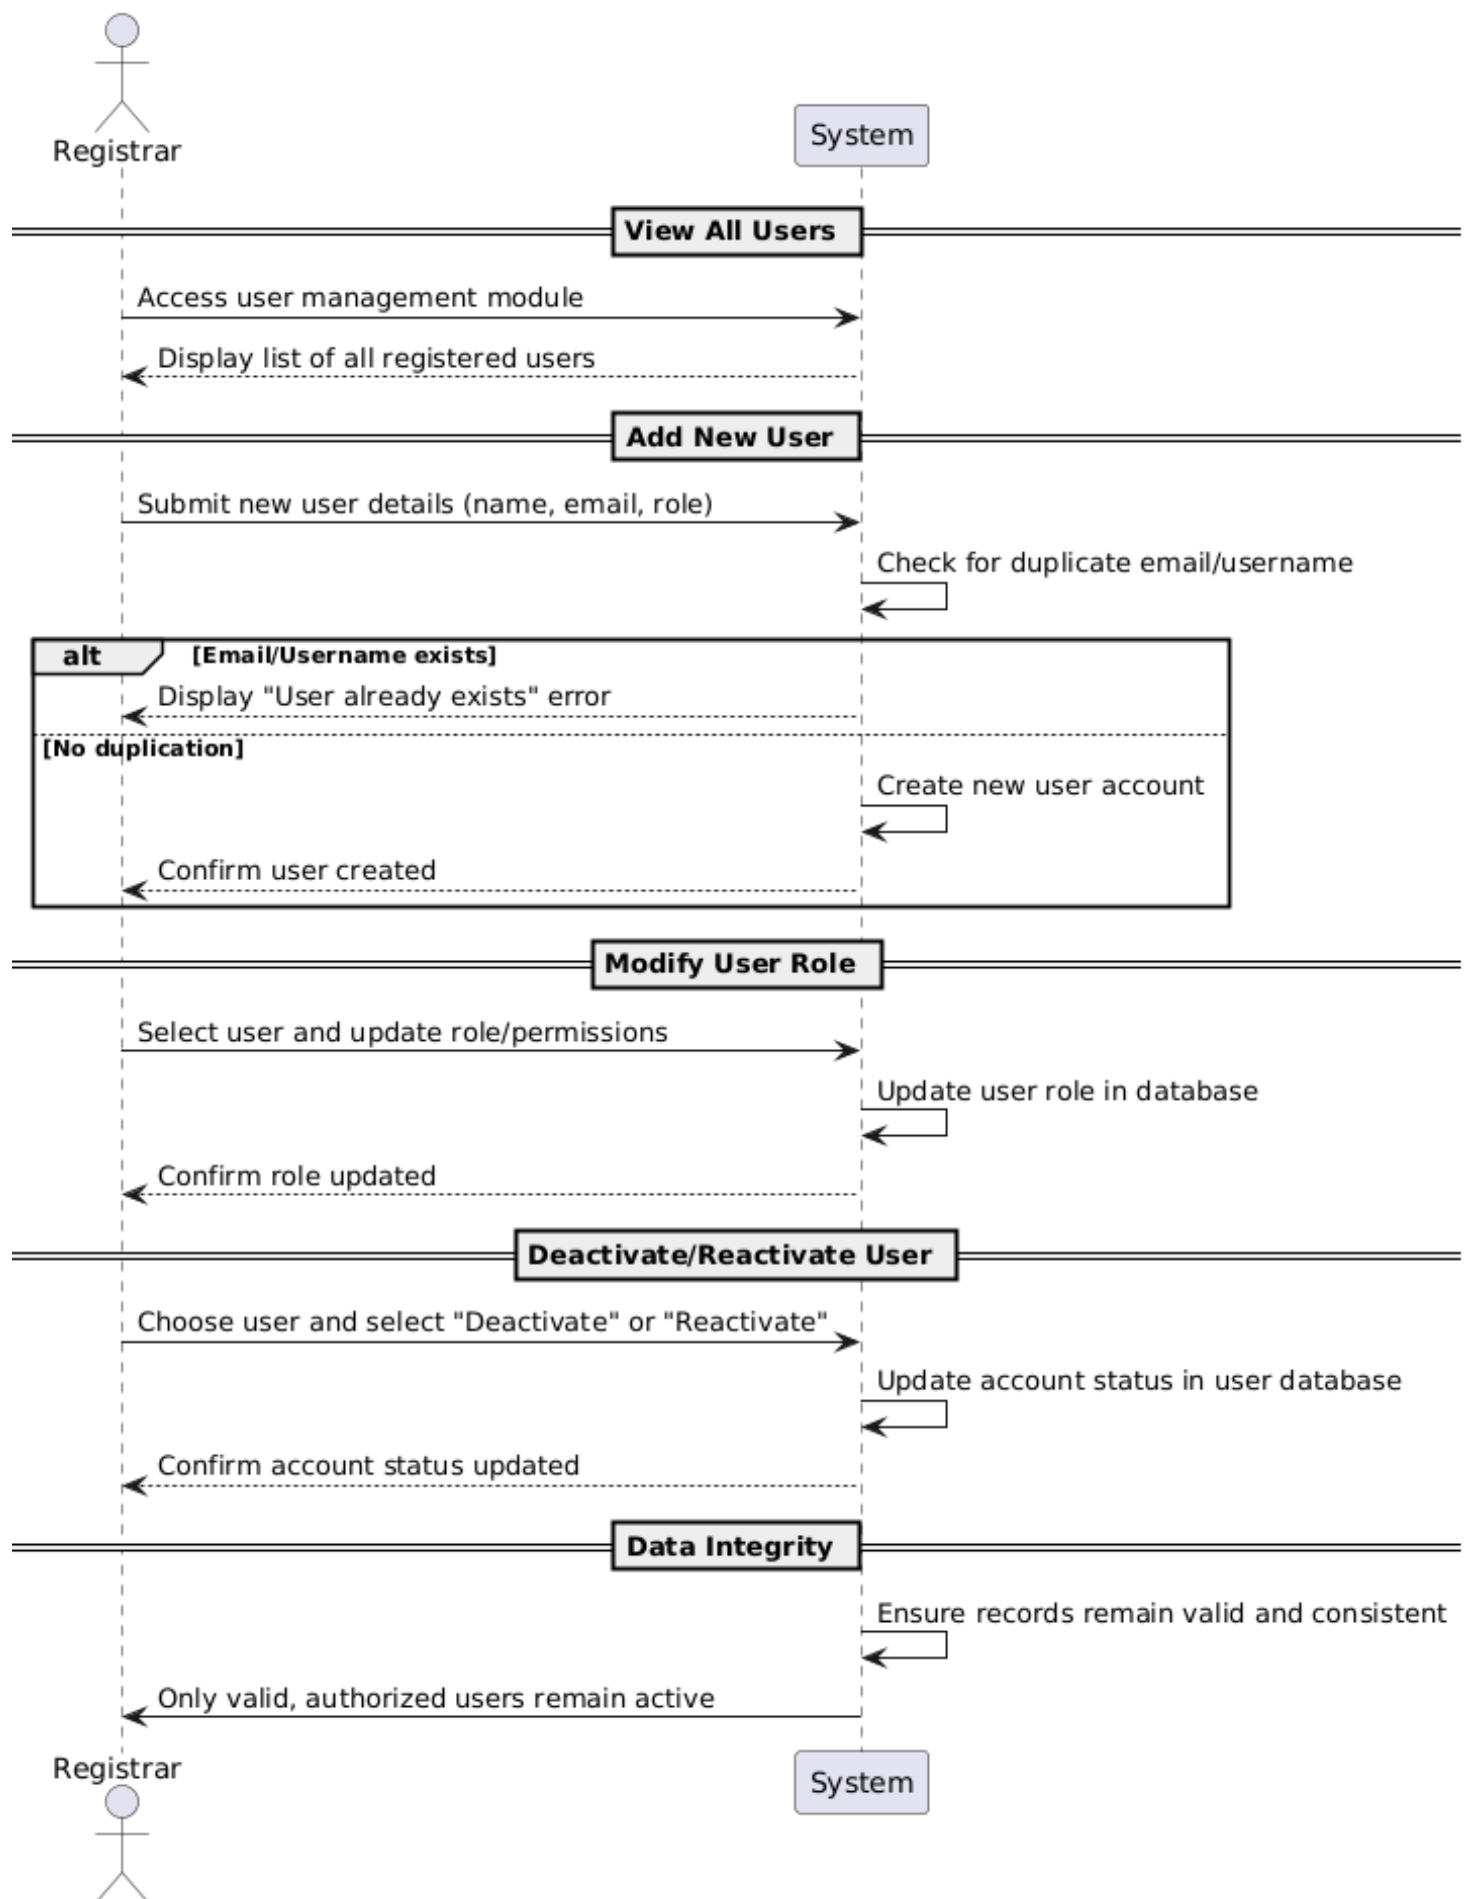 Registrar
System
View All Users
Access user management module
Display list of all registered users
Add New User
Submit new user details (name, email, role)
Check for duplicate email/username
alt [Email/Username exists]
Display "User already exists" error
[No duplication]
Create new user account
Confirm user created
Modify User Role
Select user and update role/permissions
Update user role in database
Confirm role updated
Deactivate/Reactivate User
Choose user and select "Deactivate" or "Reactivate"
Update account status in user database
Confirm account status updated
Data Integrity
Ensure records remain valid and consistent
Only valid, authorized users remain active
Registrar
System